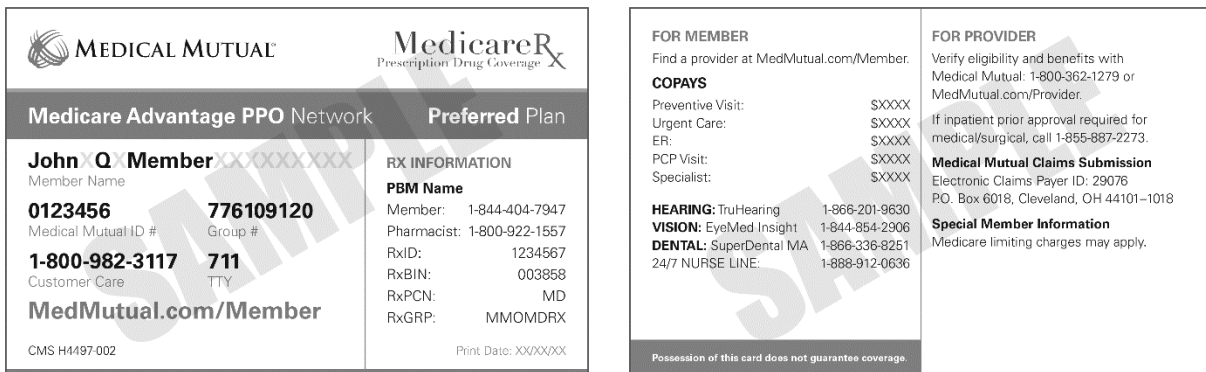 MEDICAL MUTUAL®
MedicareRx
Prescription Drug Coverage
Medicare Advantage PPO Network Preferred Plan
JohnXQXMemberXXXXXXXXX
Member Name
0123456 776109120
Medical Mutual ID # Group #
1-800-982-3117 711
Customer Care TTY
MedMutual.com/Member
CMS H4497-002
RX INFORMATION
PBM Name
Member: 1-844-404-7947
Pharmacist: 1-800-922-1557
RxID: 1234567
RxBIN: 003858
RxPCN: MD
RxGRP: MMOMDRX
Print Date: XX/XX/XX
SAMPLE
FOR MEMBER
Find a provider at MedMutual.com/Member.
COPAYS
Preventive Visit: $XXXX
Urgent Care: $XXXX
ER: $XXXX
PCP Visit: $XXXX
Specialist: $XXXX
HEARING: TruHearing 1-866-201-9630
VISION: EyeMed Insight 1-844-854-2906
DENTAL: SuperDental MA 1-866-336-8251
24/7 NURSE LINE: 1-888-912-0636
Possession of this card does not guarantee coverage.
FOR PROVIDER
Verify eligibility and benefits with
Medical Mutual: 1-800-362-1279 or
MedMutual.com/Provider.
If inpatient prior approval required for
medical/surgical, call 1-855-887-2273.
Medical Mutual Claims Submission
Electronic Claims Payer ID: 29076
P.O. Box 6018, Cleveland, OH 44101–1018
Special Member Information
Medicare limiting charges may apply.
SAMPLE